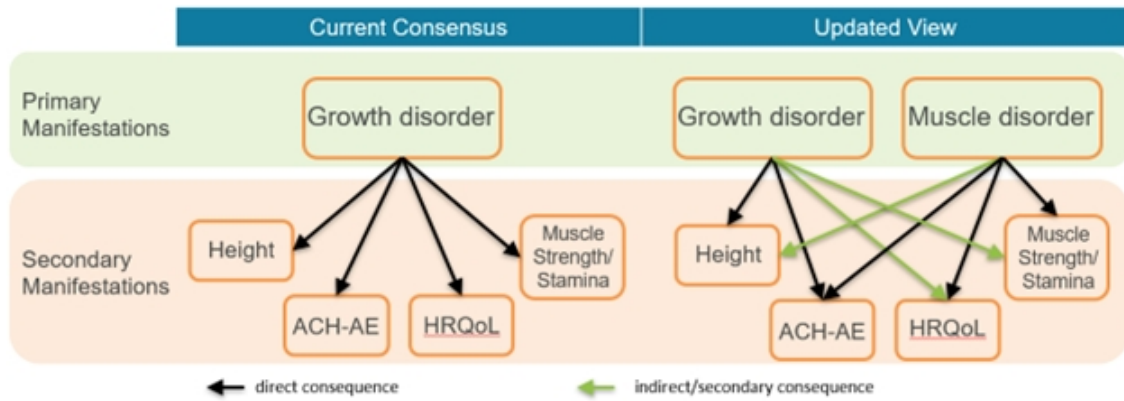 Current Consensus
Updated View
Primary
Manifestations
Growth disorder
Growth disorder
Muscle disorder
Secondary
Manifestations
Height
ACH-AE
HRQoL
Muscle
Strength/
Stamina
Height
ACH-AE
HRQoL
Muscle
Strength/
Stamina
direct consequence
indirect/secondary consequence